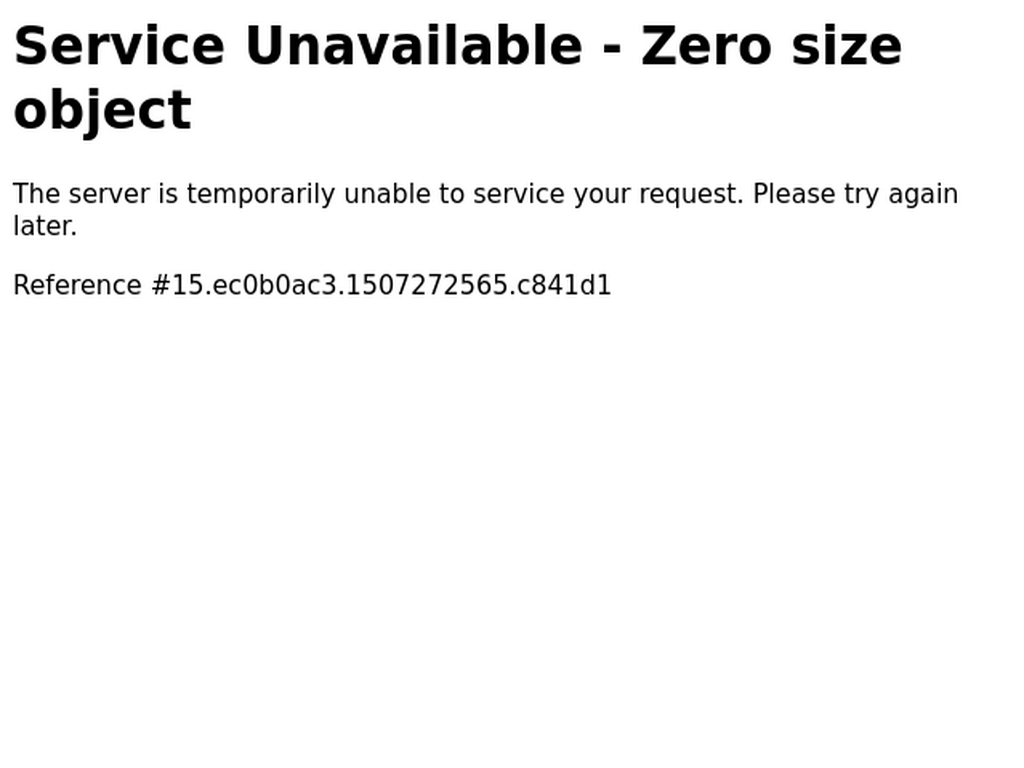 Service Unavailable - Zero size
object
The server is temporarily unable to service your request. Please try again
later.
Reference #15.ec0b0ac3.1507272565.c841d1